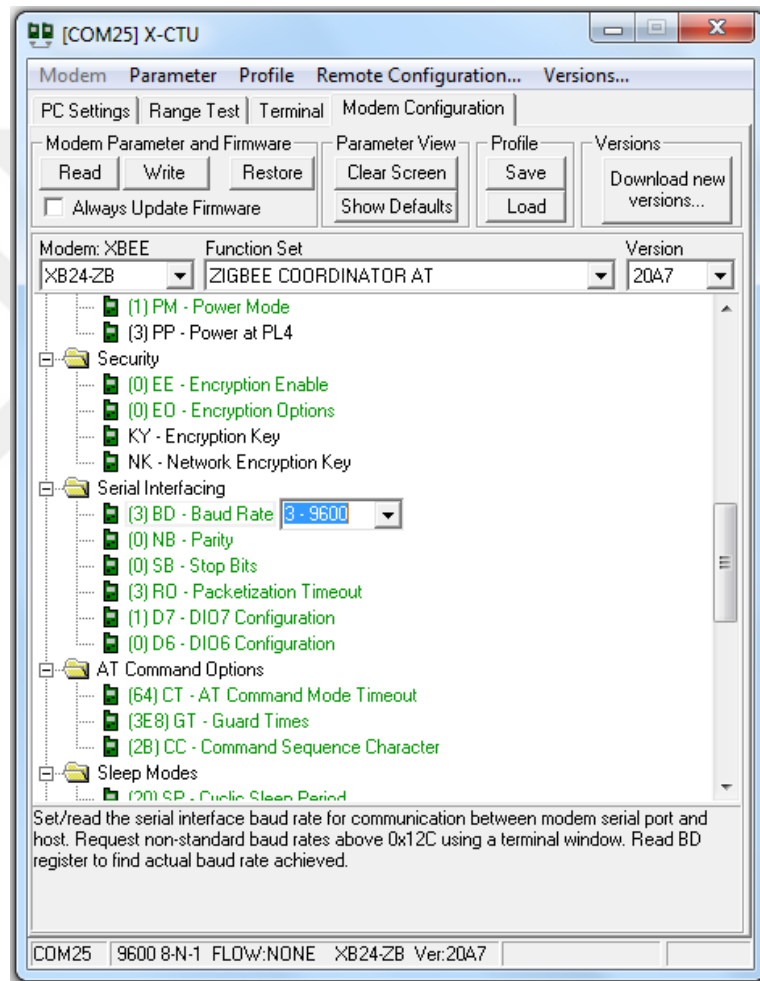 [COM25] X-CTU
Modem Parameter Profile Remote Configuration... Versions...
PC Settings Range Test Terminal Modem Configuration
Modem Parameter and Firmware Parameter View Profile Versions
Read Write Restore Clear Screen Save Download new versions...
Always Update Firmware Show Defaults Load
Modem: XBEE Function Set Version
XB24-ZB ZIGBEE COORDINATOR AT 20A7
(1) PM - Power Mode
(3) PP - Power at PL4
Security
(0) EE - Encryption Enable
(0) EO - Encryption Options
KY - Encryption Key
NK - Network Encryption Key
Serial Interfacing
(3) BD - Baud Rate 3 - 9600
(0) NB - Parity
(0) SB - Stop Bits
(3) RO - Packetization Timeout
(1) D7 - DIO7 Configuration
(0) D6 - DIO6 Configuration
AT Command Options
(64) CT - AT Command Mode Timeout
(3E8) GT - Guard Times
(2B) CC - Command Sequence Character
Sleep Modes
(20) SP - Cyclic Sleep Period
Set/read the serial interface baud rate for communication between modem serial port and
host. Request non-standard baud rates above 0x12C using a terminal window. Read BD
register to find actual baud rate achieved.
COM25 9600 8-N-1 FLOW:NONE XB24-ZB Ver:20A7